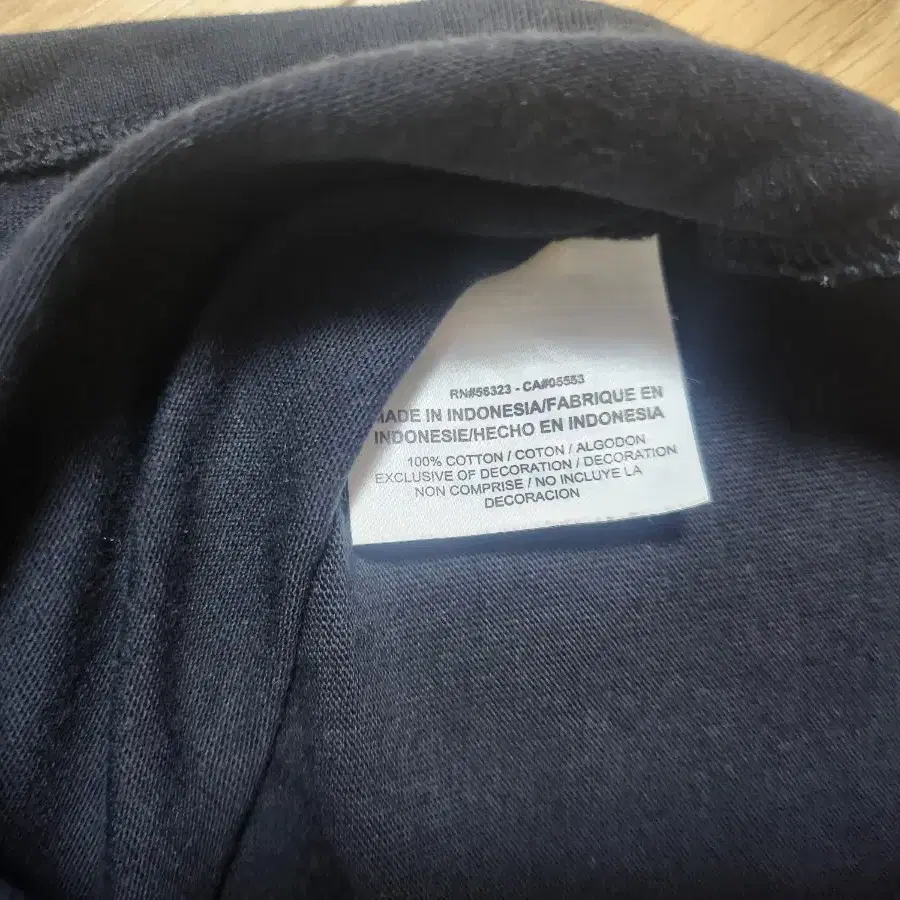 RN#56323 - CA#05553
MADE IN INDONESIA/FABRIQUE EN
INDONESIE/HECHO EN INDONESIA
100% COTTON / COTON / ALGODON
EXCLUSIVE OF DECORATION / DECORATION
NON COMPRISE / NO INCLUYE LA
DECORACION